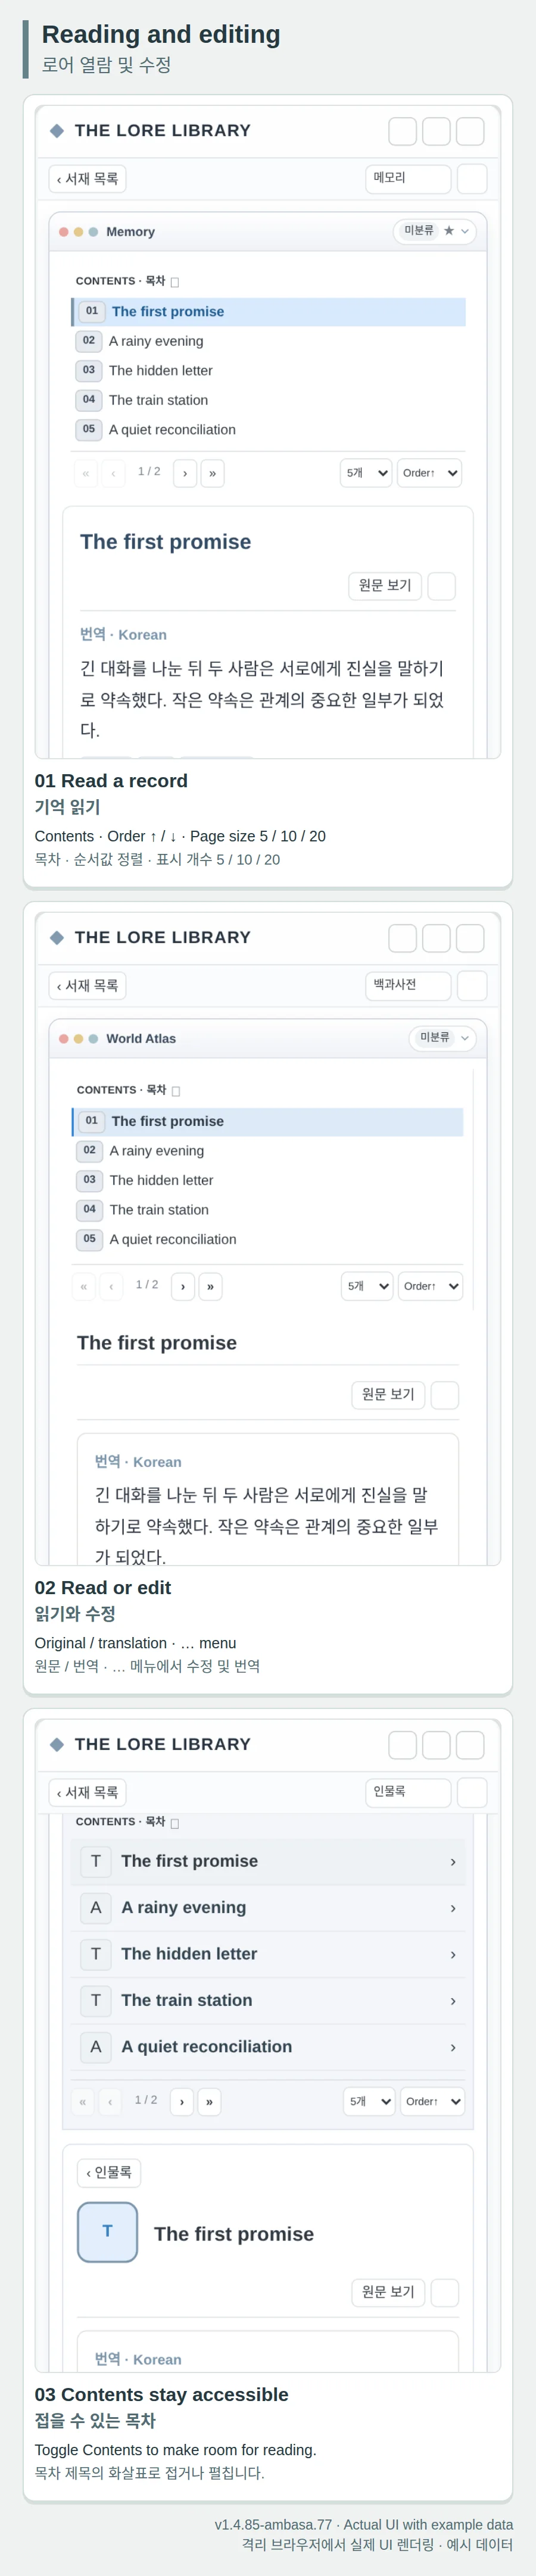 Reading and editing
로어 열람 및 수정
THE LORE LIBRARY
‹ 서재 목록
메모리
Memory
미분류 ★
CONTENTS · 목차
01 The first promise
02 A rainy evening
03 The hidden letter
04 The train station
05 A quiet reconciliation
« ‹ 1 / 2 › » 5개 Order↑
The first promise
원문 보기
번역 · Korean
긴 대화를 나눈 뒤 두 사람은 서로에게 진실을 말하기
로 약속했다. 작은 약속은 관계의 중요한 일부가 되었
다.
01 Read a record
기억 읽기
Contents · Order ↑ / ↓ · Page size 5 / 10 / 20
목차 · 순서값 정렬 · 표시 개수 5 / 10 / 20
THE LORE LIBRARY
‹ 서재 목록
백과사전
World Atlas
미분류
CONTENTS · 목차
01 The first promise
02 A rainy evening
03 The hidden letter
04 The train station
05 A quiet reconciliation
« ‹ 1 / 2 › » 5개 Order↑
The first promise
원문 보기
번역 · Korean
긴 대화를 나눈 뒤 두 사람은 서로에게 진실을 말
하기로 약속했다. 작은 약속은 관계의 중요한 일부
가 되었다.
02 Read or edit
읽기와 수정
Original / translation · … menu
원문 / 번역 · … 메뉴에서 수정 및 번역
THE LORE LIBRARY
‹ 서재 목록
인물록
CONTENTS · 목차
T The first promise ›
A A rainy evening ›
T The hidden letter ›
T The train station ›
A A quiet reconciliation ›
« ‹ 1 / 2 › » 5개 Order↑
‹ 인물록
T The first promise
원문 보기
번역 · Korean
03 Contents stay accessible
접을 수 있는 목차
Toggle Contents to make room for reading.
목차 제목의 화살표로 접거나 펼칩니다.
v1.4.85-ambasa.77 · Actual UI with example data
격리 브라우저에서 실제 UI 렌더링 · 예시 데이터